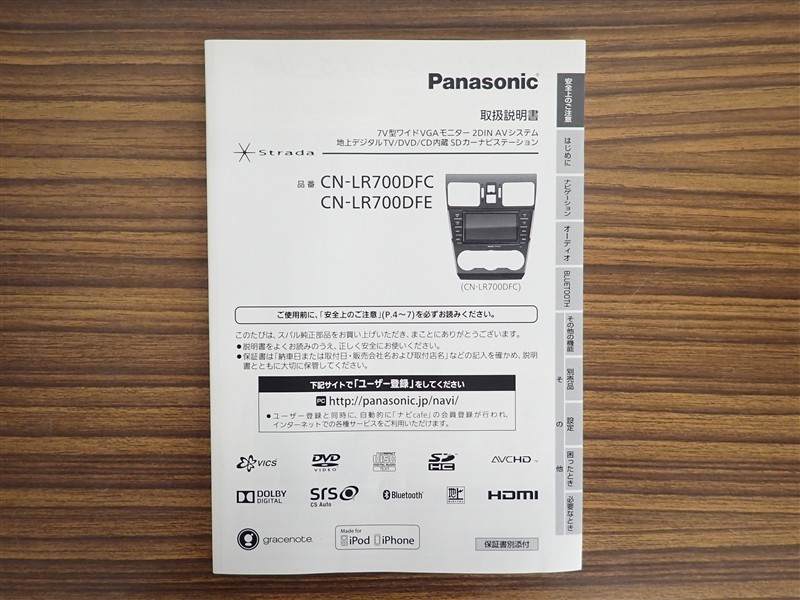 Panasonic
取扱説明書
7V型ワイドVGAモニター 2DIN AVシステム
地上デジタルTV/DVD/CD内蔵 SDカーナビステーション
Strada
品番 CN-LR700DFC
CN-LR700DFE
(CN-LR700DFC)
ご使用前に、「安全上のご注意」(P.4～7)を必ずお読みください。
このたびは、スバル純正部品をお買い上げいただき、まことにありがとうございます。
●説明書をよくお読みのうえ、正しく安全にお使いください。
●保証書は「納車日または取付日・販売会社名および取付店名」などの記入を確かめ、説明
書とともに大切に保管してください。
下記サイトで「ユーザー登録」をしてください
PC http://panasonic.jp/navi/
●ユーザー登録と同時に、自動的に「ナビcafe」の会員登録が行われ、
インターネットでの各種サービスをご利用いただけます。
VICS
DVD VIDEO
COMPACT disc DIGITAL AUDIO TEXT
SD HC
AVCHD™
DOLBY DIGITAL
SRS CS Auto
Bluetooth
地上 DIGITAL
HDMI
gracenote
Made for
iPod iPhone
保証書別添付
安全上のご注意
はじめに
ナビゲーション
オーディオ
BLUETOOTH
その他の機能
別売品
設定
困ったとき
必要なとき
その他